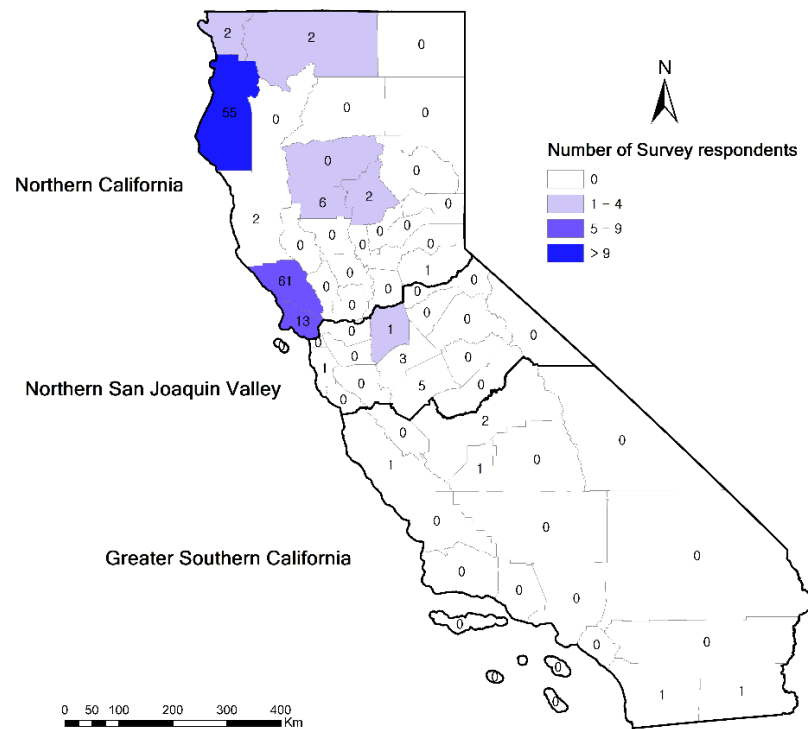 2 2 0
N
55 0 0 0
Number of Survey respondents
0
0 0
1 – 4
Northern California
6 2 0
5 – 9
2 0 0
> 9
0 0 0 0
61 0 0 0 1
0 0
0
13 0 0
0 0 1 0
1 0 3 0
Northern San Joaquin Valley
0 0 5 0
0 2 0
1 1 0
0 0
Greater Southern California
0
0 0 0
0 0 0
0 0
0 1 1
0 50 100 200 300 400
Km